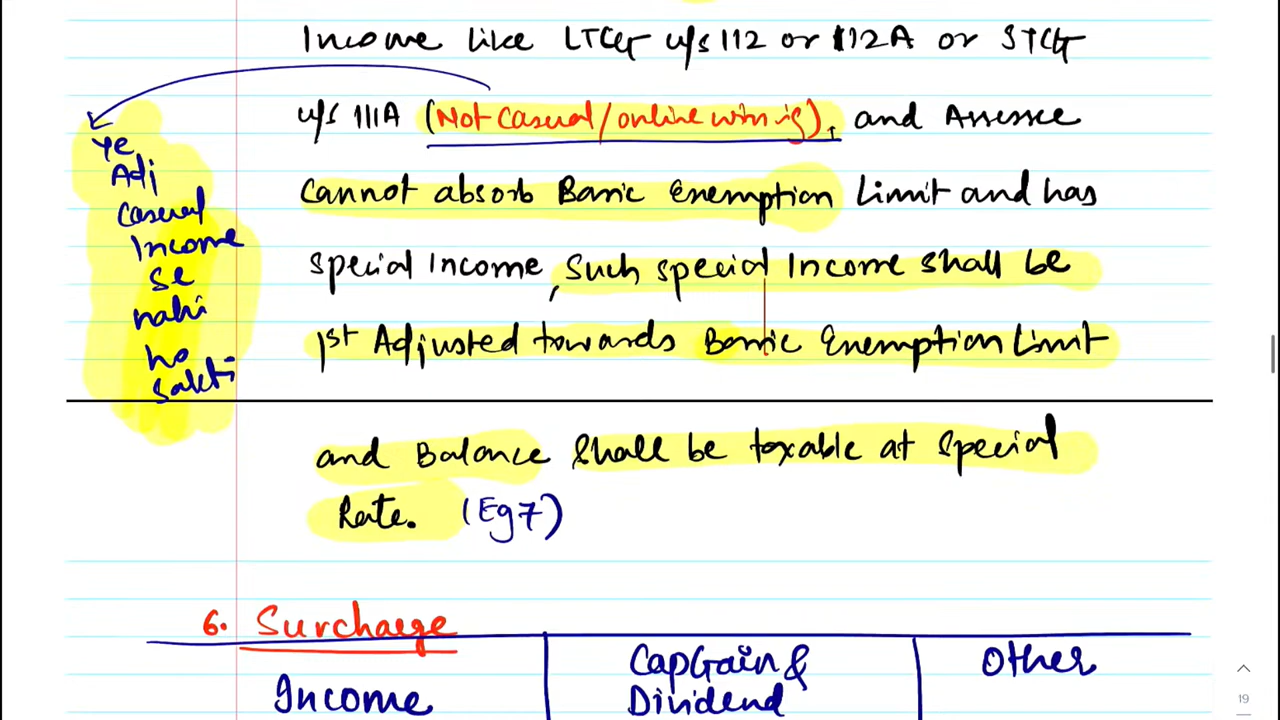 Income like LTCG u/s 112 or 112A or STCG
u/s 111A (Not Casual/online winnig), and Assessee
Cannot absorb Basic Exemption Limit and has
special Income, Such special Income shall be
1st Adjusted towards Basic Exemption Limit
Ye
Adj
Casual
Income
se
nahi
ho
sakti
and Balance shall be taxable at special
Rate. (Eg7)
6. Surcharge
Income
CapGain &
Dividend
Other
19